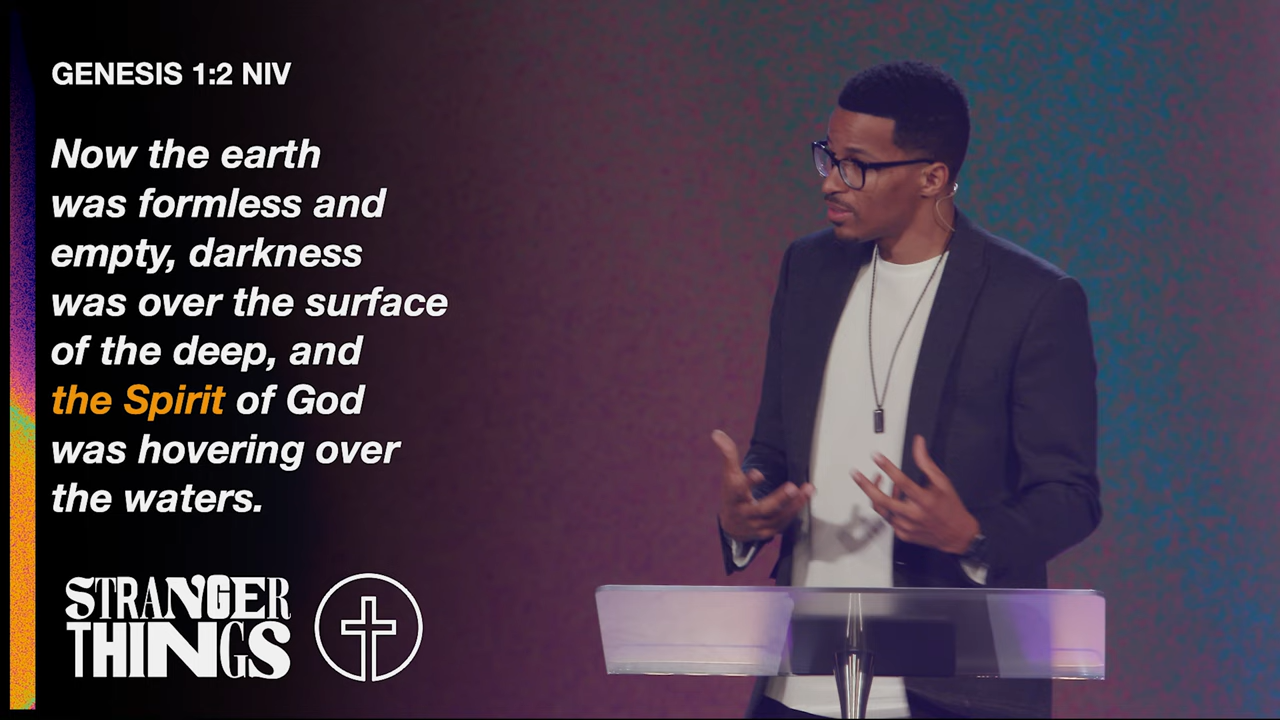 GENESIS 1:2 NIV
Now the earth
was formless and
empty, darkness
was over the surface
of the deep, and
the Spirit of God
was hovering over
the waters.
STRANGER
THINGS